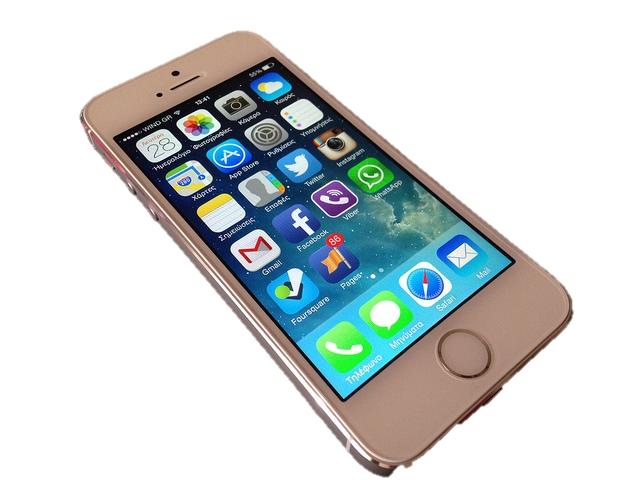 WIND GR 13:41 55%
Δευτέρα
28
Ημερολόγιο Φωτογραφίες Κάμερα Καιρός
Χάρτες App Store Ρυθμίσεις Υπομνήσεις
Σημειώσεις Επαφές Twitter Instagram
Gmail Facebook Viber WhatsApp
86
Foursquare Pages
Τηλέφωνο Μηνύματα Safari Mail